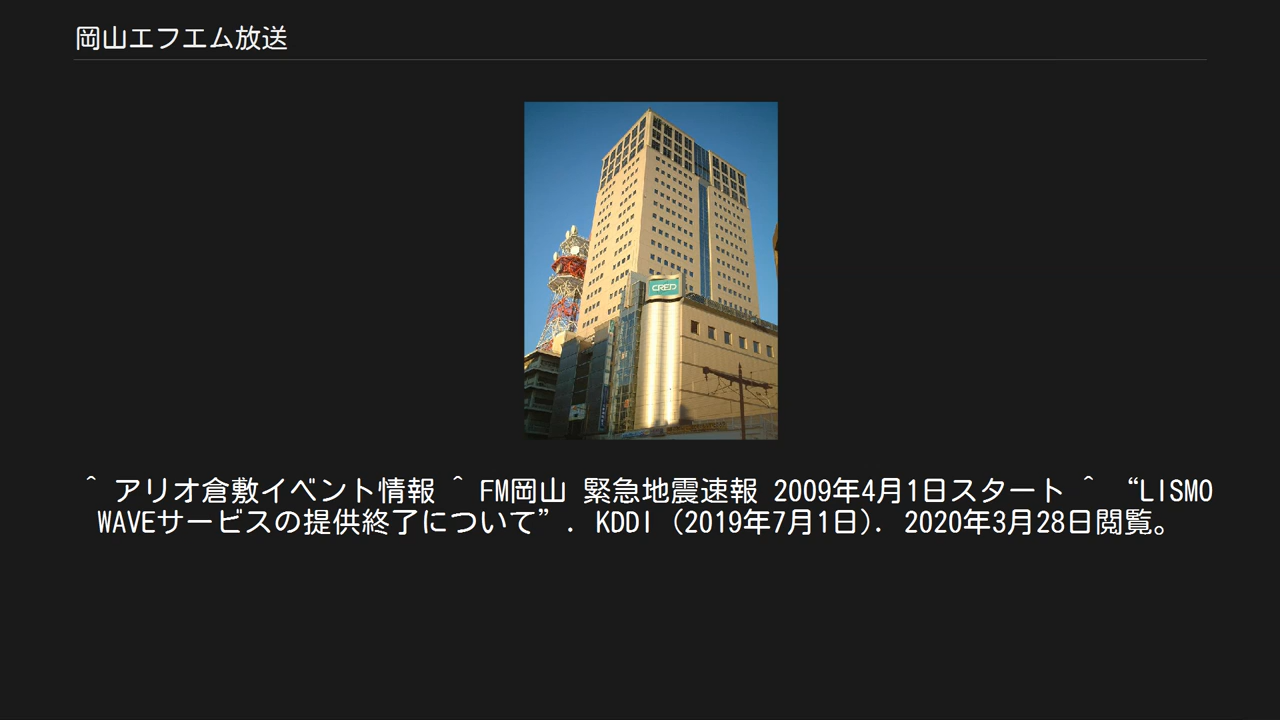 岡山エフエム放送
CRED
^ アリオ倉敷イベント情報 ^ FM岡山 緊急地震速報 2009年4月1日スタート ^ “LISMO
WAVEサービスの提供終了について”. KDDI (2019年7月1日). 2020年3月28日閲覧。